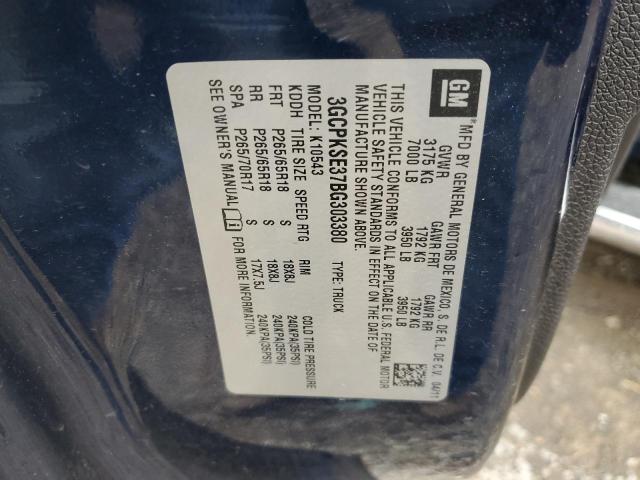 GM
MFD BY GENERAL MOTORS DE MEXICO, S. DE R.L. DE C.V. 04/11
GVWR GAWR FRT GAWR RR
3175 KG 1792 KG 1792 KG
7000 LB 3950 LB 3950 LB
THIS VEHICLE CONFORMS TO ALL APPLICABLE U.S. FEDERAL MOTOR
VEHICLE SAFETY STANDARDS IN EFFECT ON THE DATE OF
MANUFACTURE SHOWN ABOVE.
3GCPKSE37BG303380 TYPE: TRUCK
MODEL: K10543
KDDH TIRE SIZE SPEED RTG RIM COLD TIRE PRESSURE
FRT P265/65R18 S 18X8J 240KPA(35PSI)
RR P265/65R18 S 18X8J 240KPA(35PSI)
SPA P265/70R17 S 17X7.5J 240KPA(35PSI)
SEE OWNER'S MANUAL FOR MORE INFORMATION.